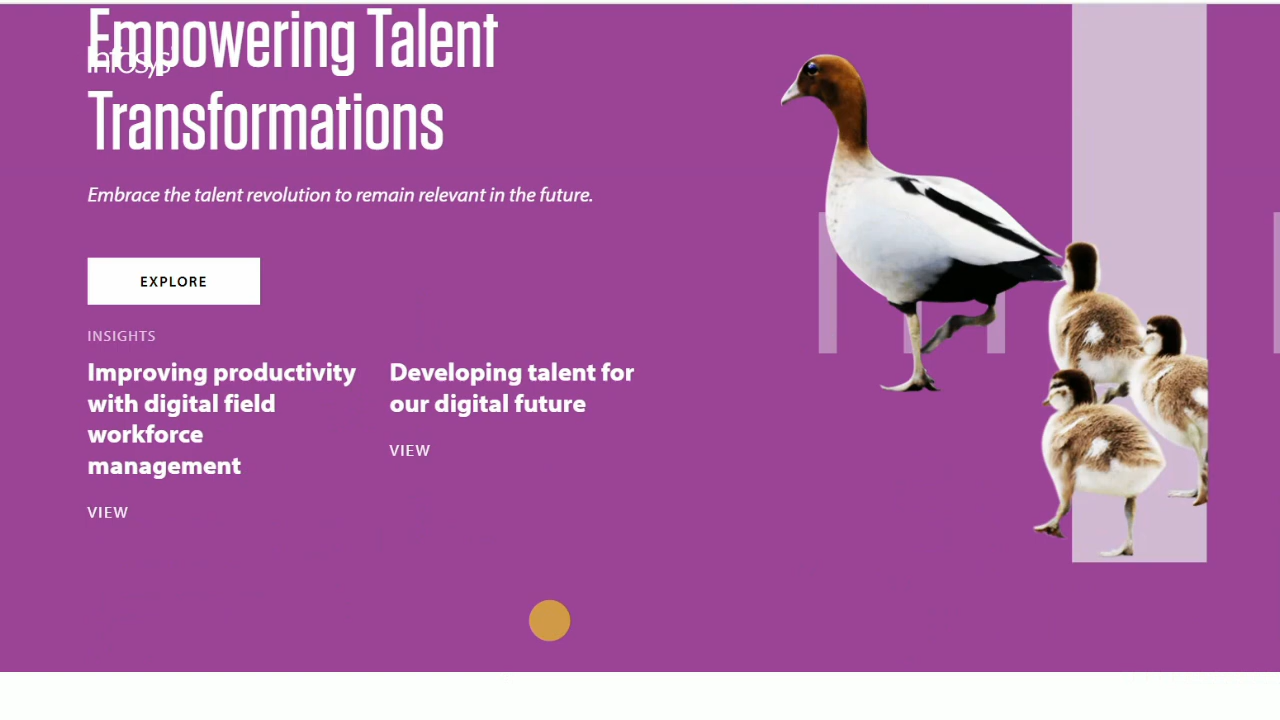 Empowering Talent
Infosys
Transformations
Embrace the talent revolution to remain relevant in the future.
EXPLORE
INSIGHTS
Improving productivity
with digital field
workforce
management
VIEW
Developing talent for
our digital future
VIEW